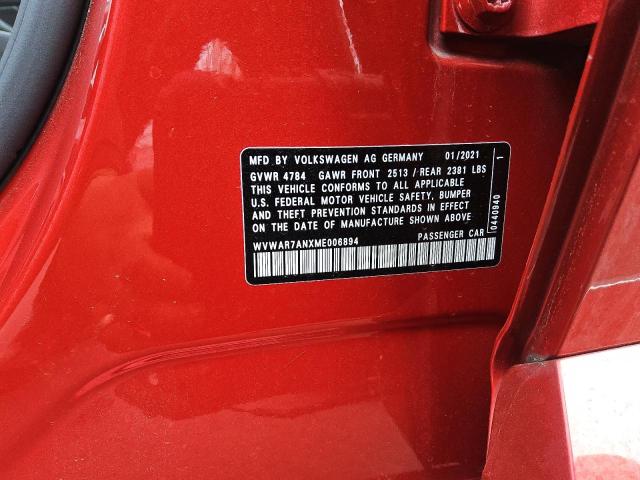 MFD BY VOLKSWAGEN AG GERMANY 01/2021
GVWR 4784 GAWR FRONT 2513 / REAR 2381 LBS
THIS VEHICLE CONFORMS TO ALL APPLICABLE
U.S. FEDERAL MOTOR VEHICLE SAFETY, BUMPER
AND THEFT PREVENTION STANDARDS IN EFFECT
ON THE DATE OF MANUFACTURE SHOWN ABOVE
WVWAR7ANXME006894 PASSENGER CAR
0440940 1